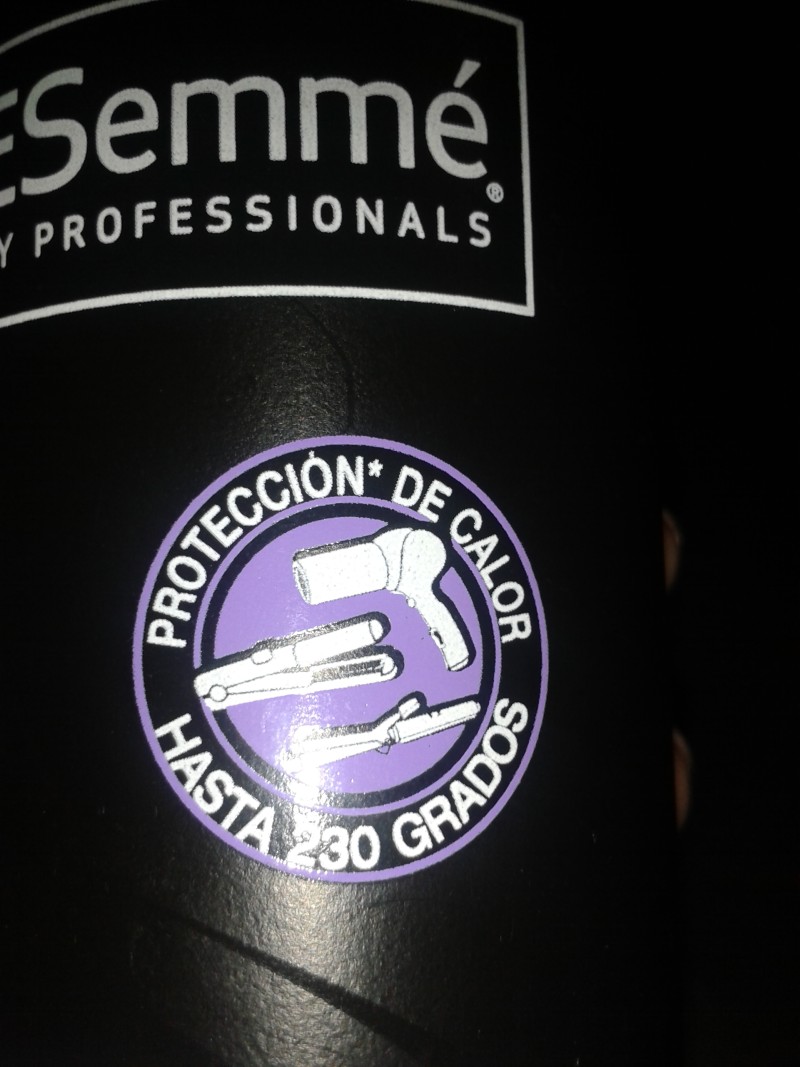 ESemmé®
Y PROFESSIONALS
PROTECCIÓN* DE CALOR
HASTA 230 GRADOS